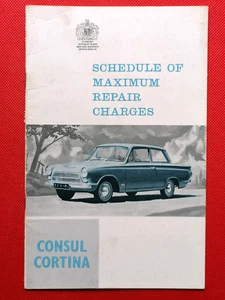 SCHEDULE OF
MAXIMUM
REPAIR
CHARGES
CONSUL
CORTINA